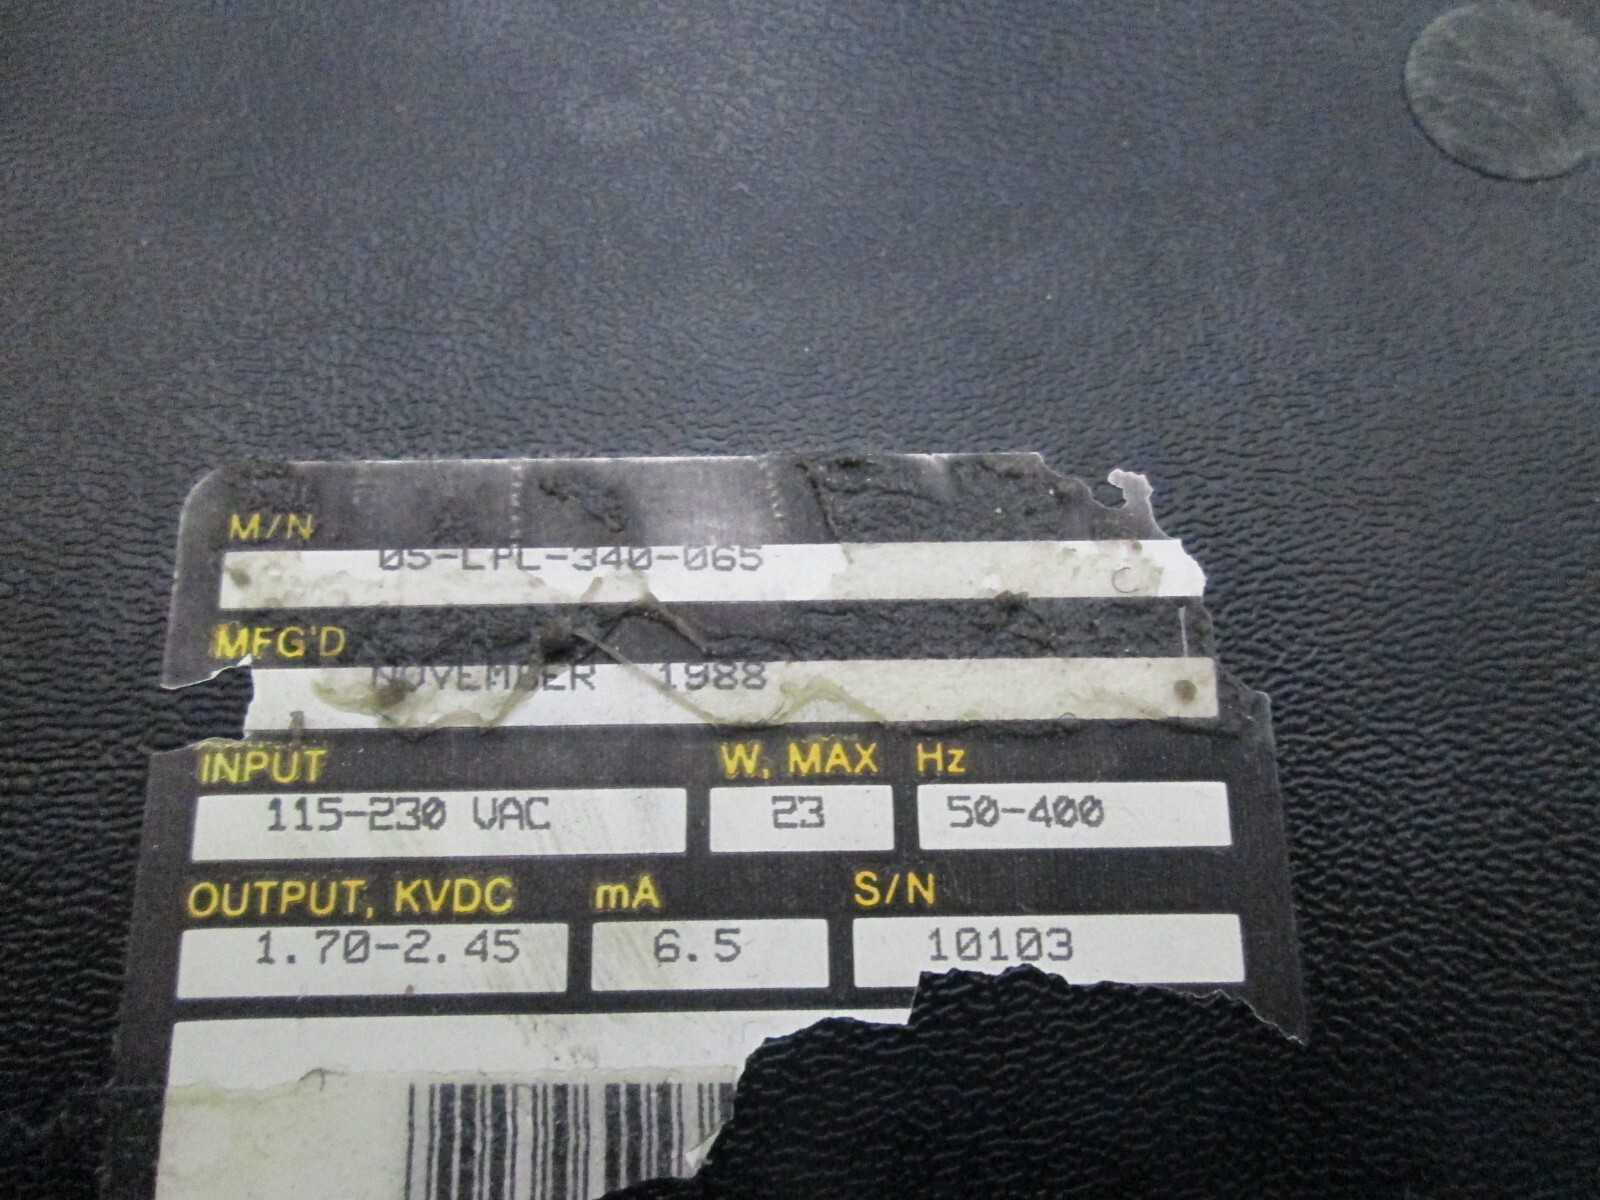 M/N
05-LPL-340-065
MFG'D
NOVEMBER 1988
INPUT W, MAX Hz
115-230 VAC 23 50-400
OUTPUT, KVDC mA S/N
1.70-2.45 6.5 10103